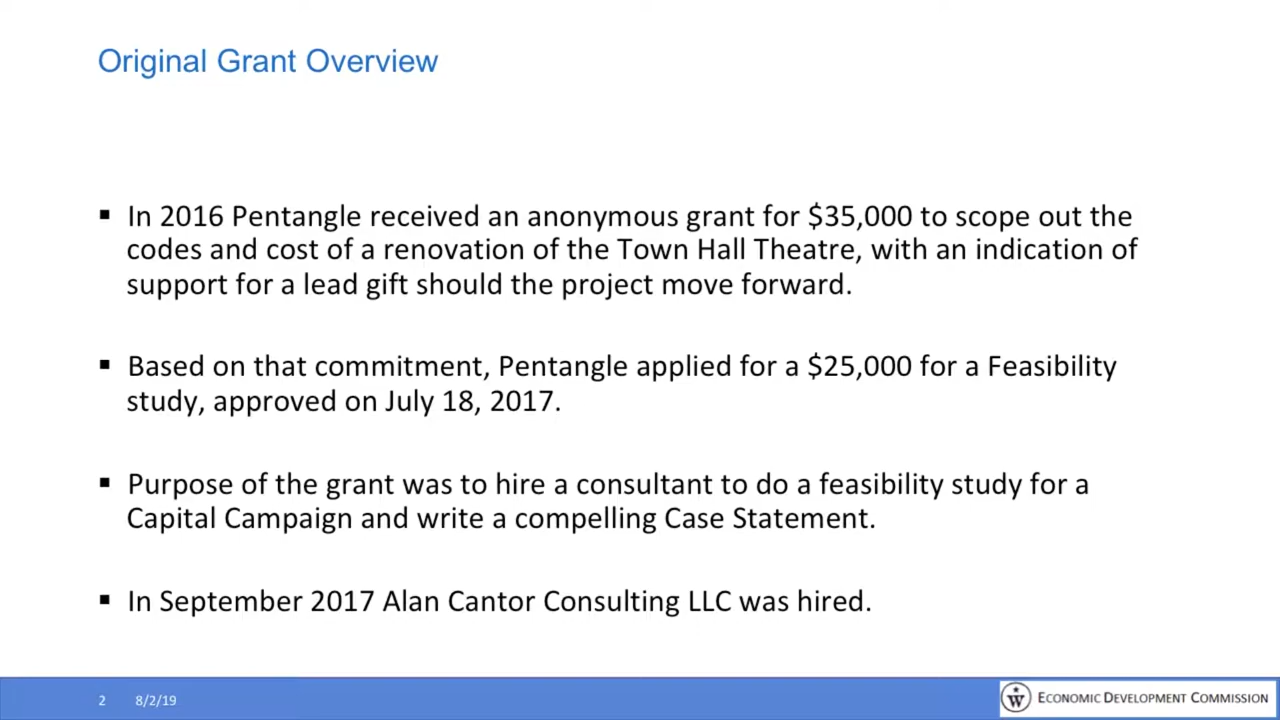 Original Grant Overview
▪ In 2016 Pentangle received an anonymous grant for $35,000 to scope out the
codes and cost of a renovation of the Town Hall Theatre, with an indication of
support for a lead gift should the project move forward.
▪ Based on that commitment, Pentangle applied for a $25,000 for a Feasibility
study, approved on July 18, 2017.
▪ Purpose of the grant was to hire a consultant to do a feasibility study for a
Capital Campaign and write a compelling Case Statement.
▪ In September 2017 Alan Cantor Consulting LLC was hired.
2 8/2/19
W ECONOMIC DEVELOPMENT COMMISSION